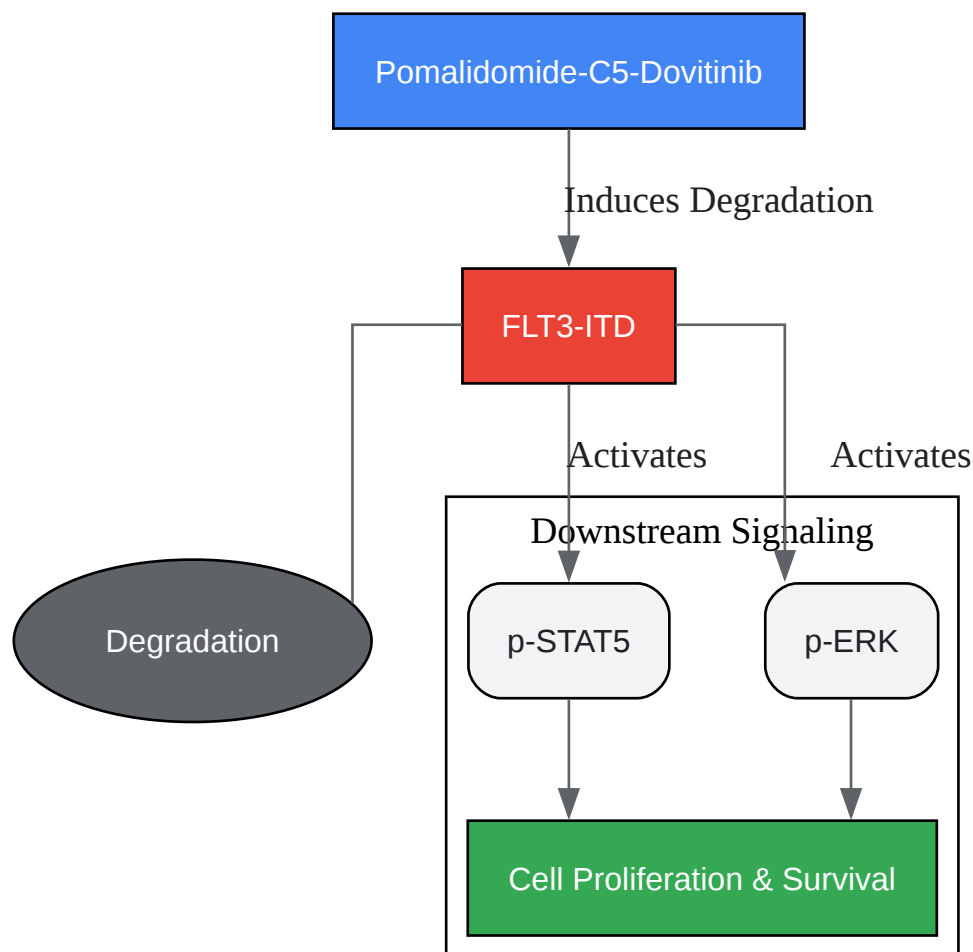 Pomalidomide-C5-Dovitinib
Induces Degradation
FLT3-ITD
Activates
Activates
Downstream Signaling
Degradation
p-STAT5
p-ERK
Cell Proliferation & Survival